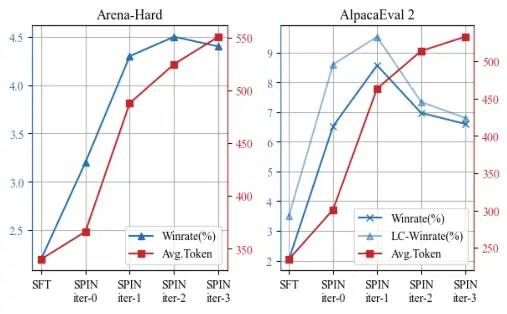 Arena-Hard
4.5
4.0
3.5
3.0
2.5
550
500
450
400
350
Winrate(%)
Avg.Token
SFT SPIN SPIN SPIN SPIN
iter-0 iter-1 iter-2 iter-3
AlpacaEval 2
9
8
7
6
5
4
3
2
500
450
400
350
300
250
Winrate(%)
LC-Winrate(%)
Avg.Token
SFT SPIN SPIN SPIN SPIN
iter-0 iter-1 iter-2 iter-3